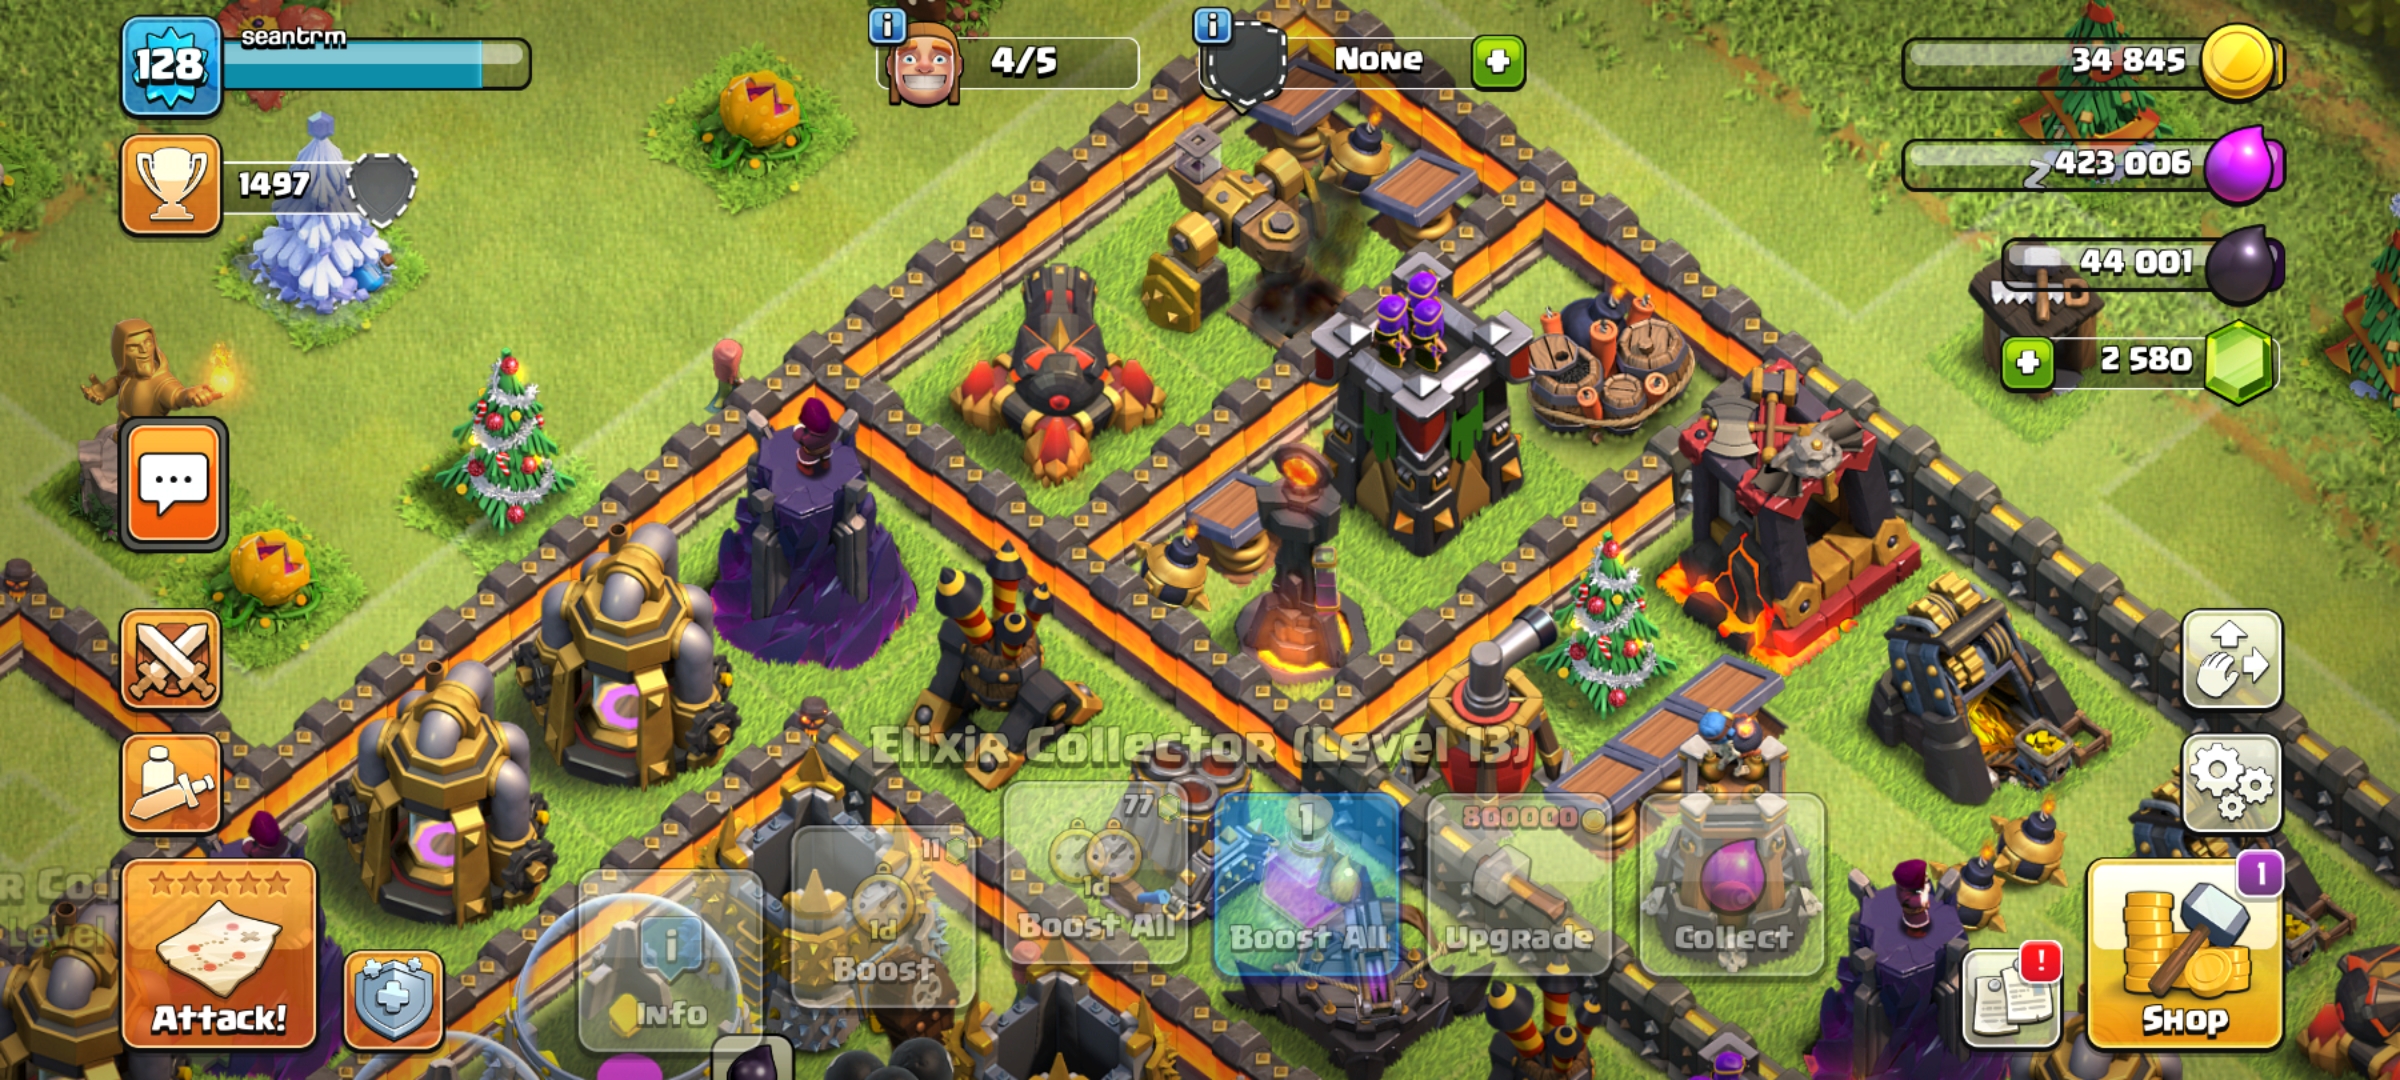 128
seantrm
4/5
None
34 845
1497
423 006
44 001
2 580
Elixir Collector (Level 13)
77
1d
Boost All
11
1d
Boost
1
Boost All
800000
Upgrade
Collect
Info
Attack!
1
!
Shop